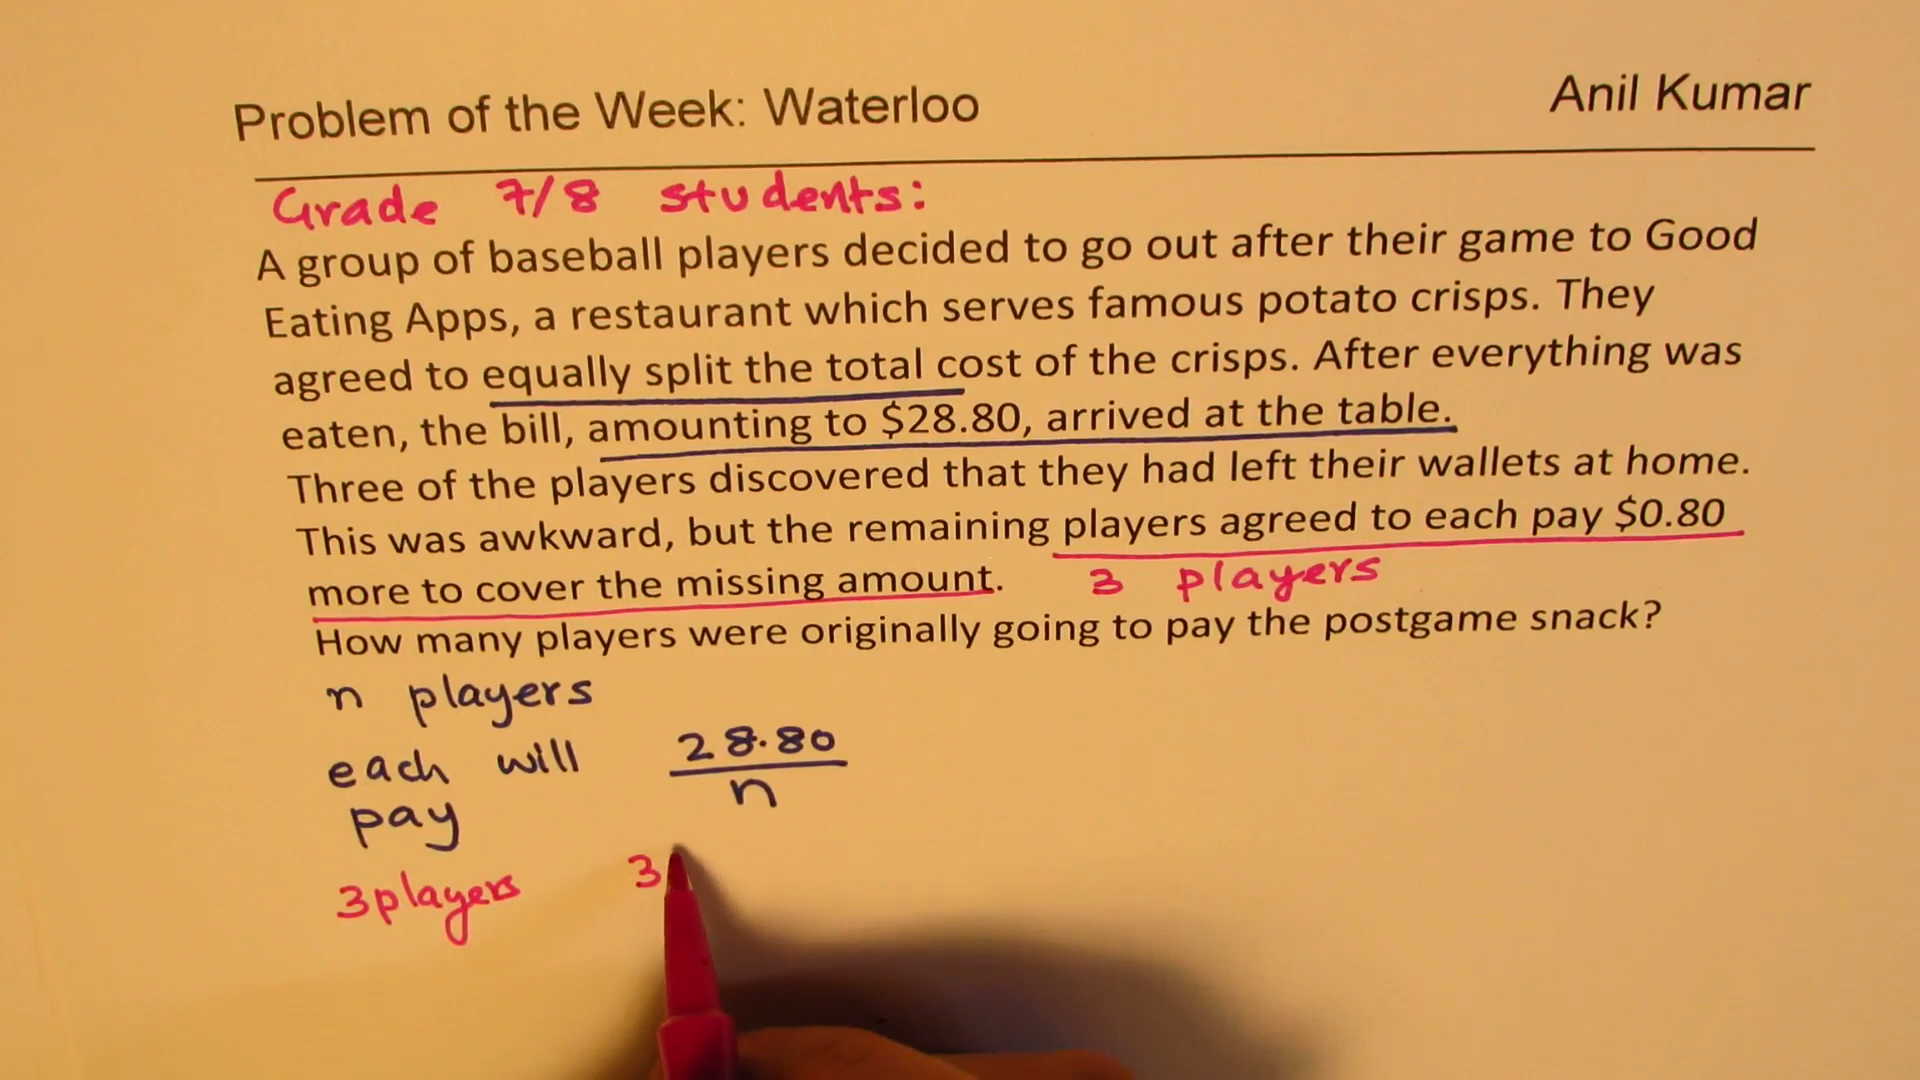 Problem of the Week: Waterloo Anil Kumar
Grade 7/8 students:
A group of baseball players decided to go out after their game to Good
Eating Apps, a restaurant which serves famous potato crisps. They
agreed to equally split the total cost of the crisps. After everything was
eaten, the bill, amounting to $28.80, arrived at the table.
Three of the players discovered that they had left their wallets at home.
This was awkward, but the remaining players agreed to each pay $0.80
more to cover the missing amount. 3 players
How many players were originally going to pay the postgame snack?
n players
each will 28.80
pay n
3 players 3